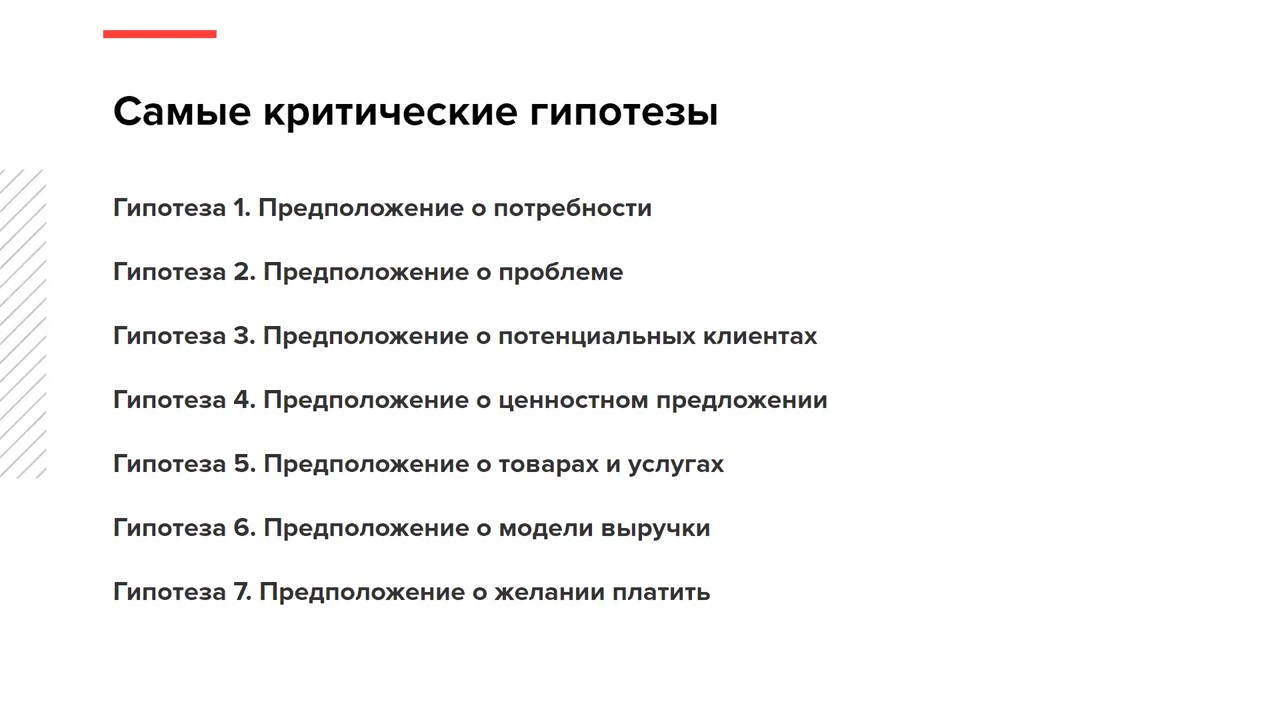 Самые критические гипотезы
Гипотеза 1. Предположение о потребности
Гипотеза 2. Предположение о проблеме
Гипотеза 3. Предположение о потенциальных клиентах
Гипотеза 4. Предположение о ценностном предложении
Гипотеза 5. Предположение о товарах и услугах
Гипотеза 6. Предположение о модели выручки
Гипотеза 7. Предположение о желании платить